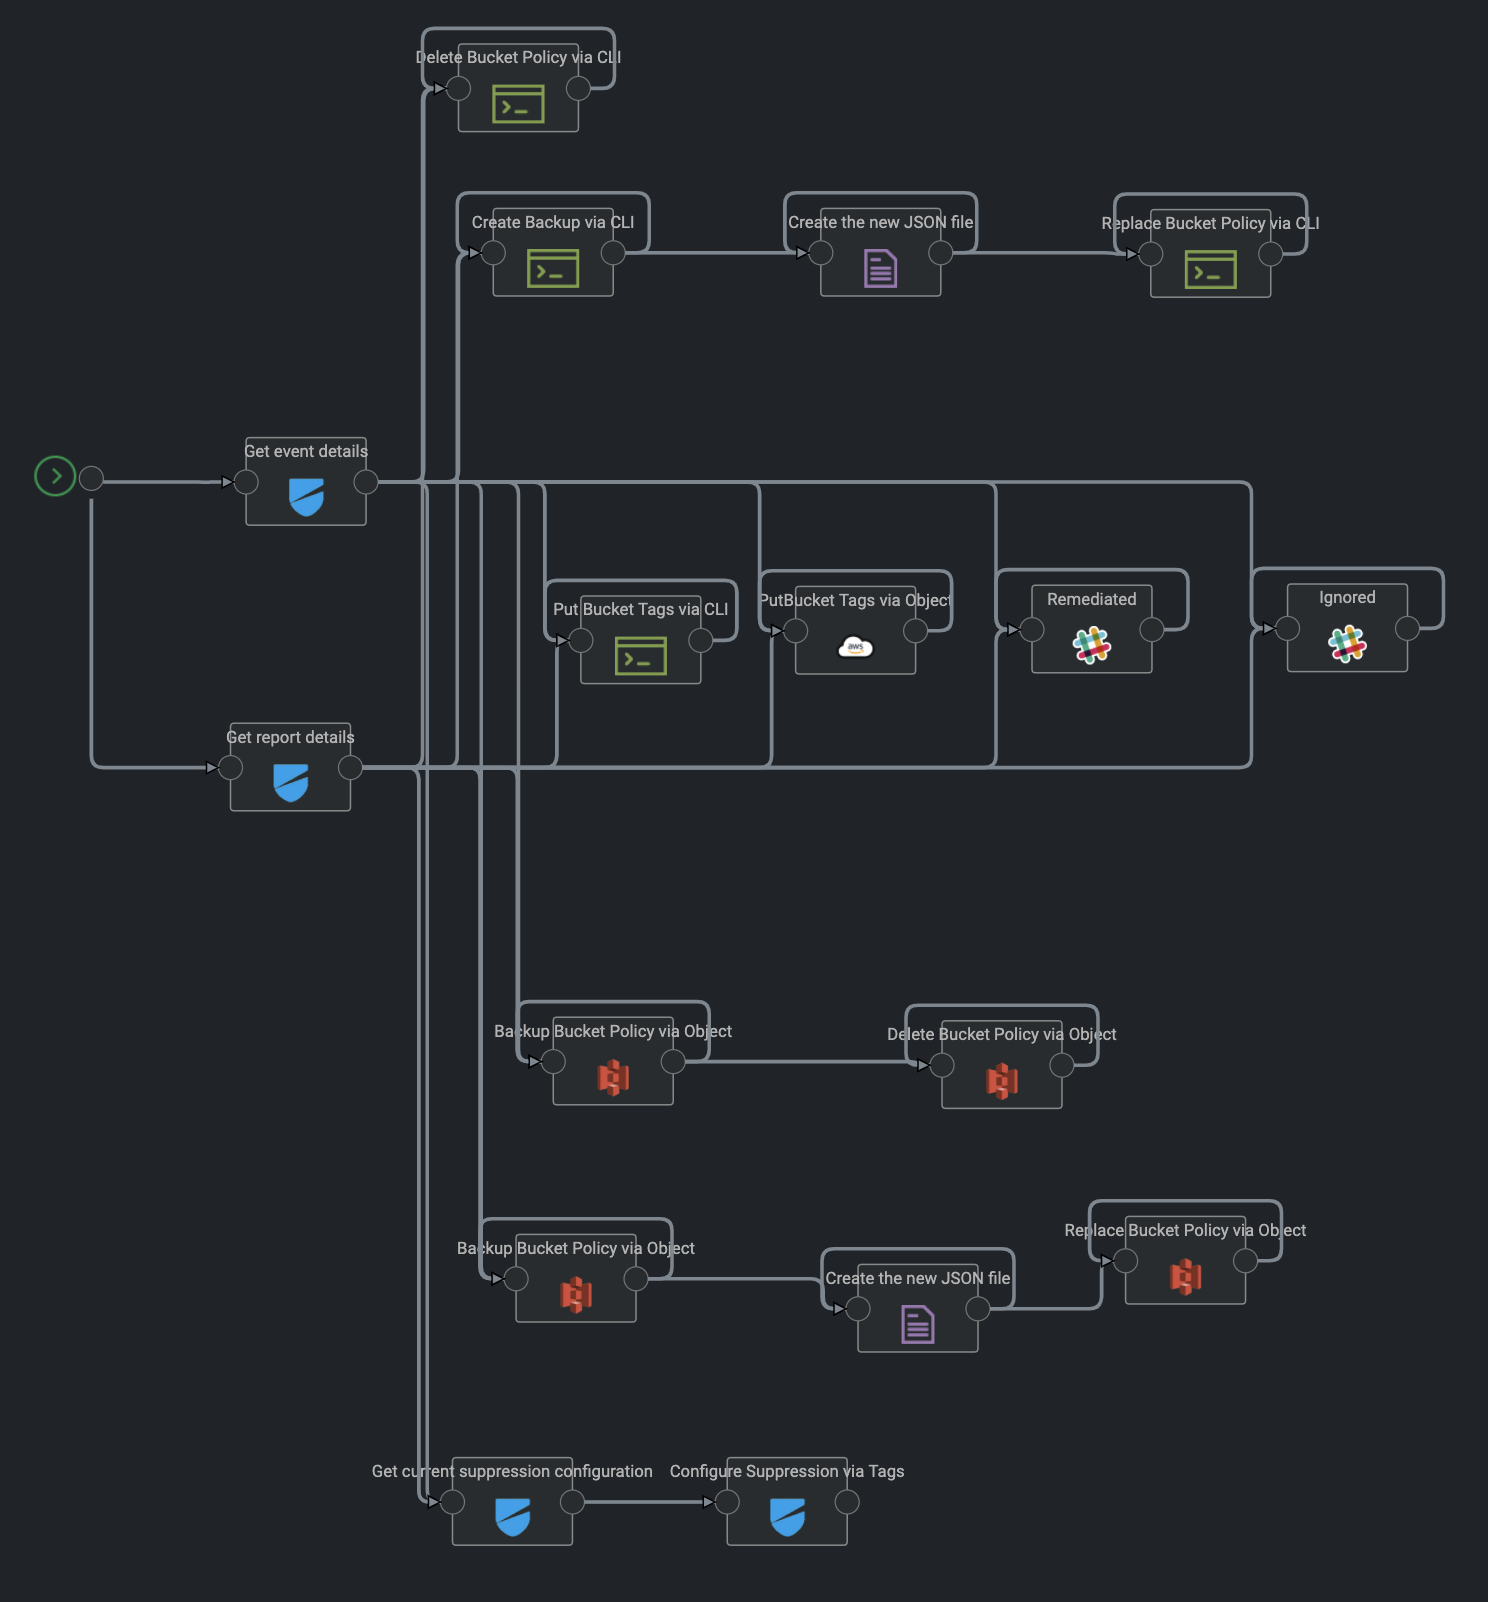 Delete Bucket Policy via CLI
Create Backup via CLI
Create the new JSON file
Replace Bucket Policy via CLI
Get event details
Put Bucket Tags via CLI
PutBucket Tags via Object
Remediated
Ignored
aws
Get report details
Backup Bucket Policy via Object
Delete Bucket Policy via Object
Backup Bucket Policy via Object
Create the new JSON file
Replace Bucket Policy via Object
Get current suppression configuration
Configure Suppression via Tags